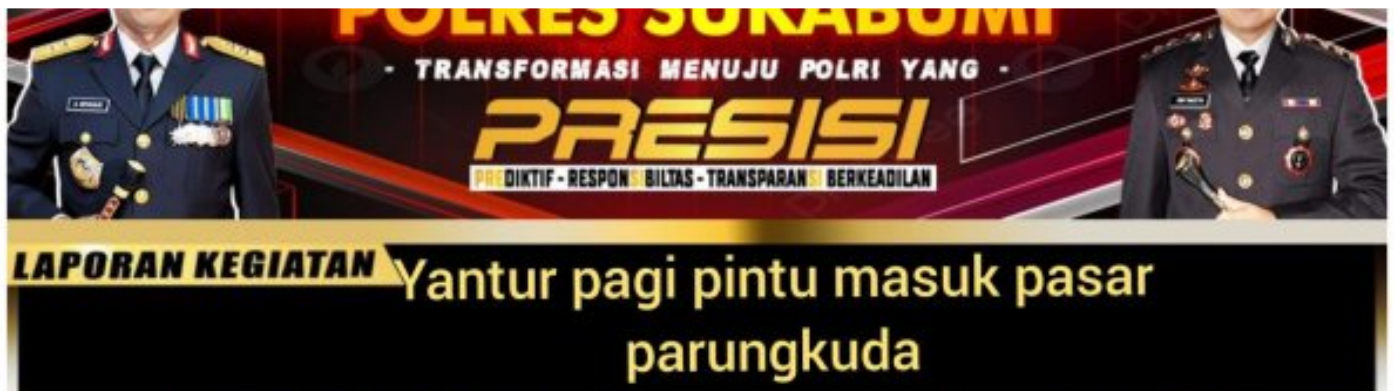 POLRES SUKABUMI
- TRANSFORMASI MENUJU POLRI YANG -
PRESISI
PREDIKTIF - RESPONSIBILTAS - TRANSPARANSI BERKEADILAN
LAPORAN KEGIATAN
Yantur pagi pintu masuk pasar
parungkuda